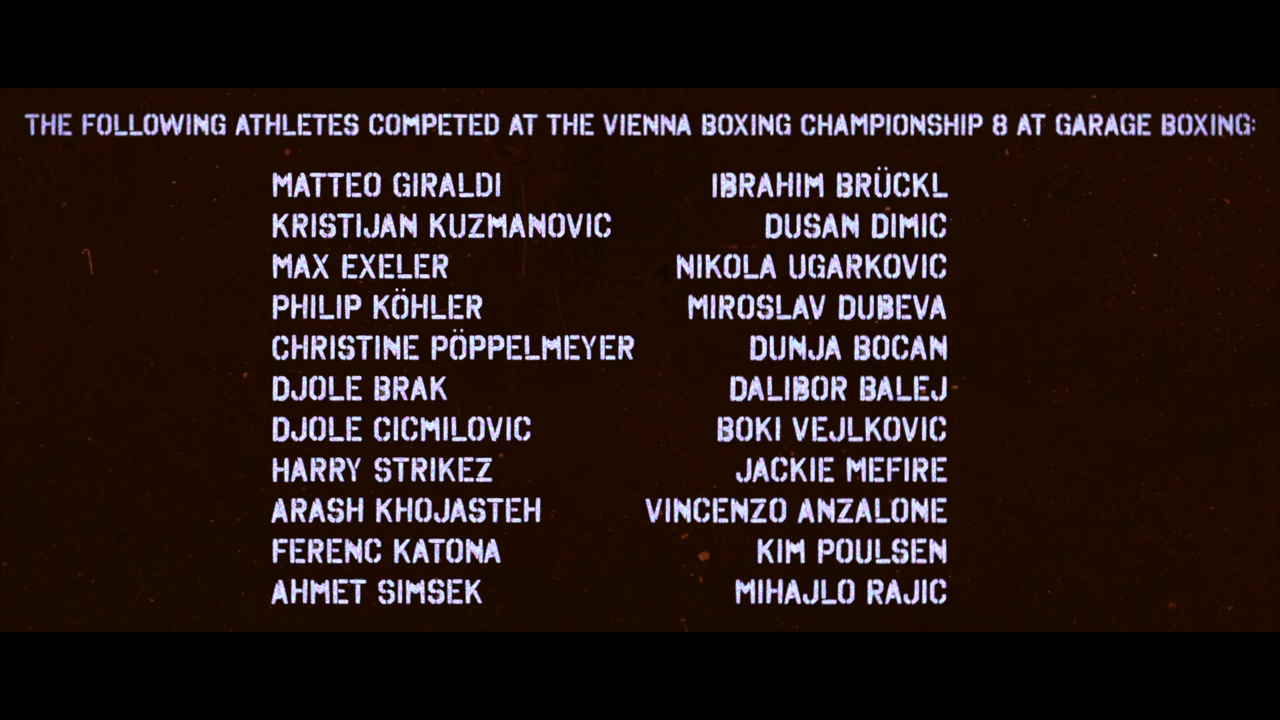 THE FOLLOWING ATHLETES COMPETED AT THE VIENNA BOXING CHAMPIONSHIP 8 AT GARAGE BOXING:
MATTEO GIRALDI IBRAHIM BRÜCKL
KRISTIJAN KUZMANOVIC DUSAN DIMIC
MAX EXELER NIKOLA UGARKOVIC
PHILIP KÖHLER MIROSLAV DUBEVA
CHRISTINE PÖPPELMEYER DUNJA BOCAN
DJOLE BRAK DALIBOR BALEJ
DJOLE CICMILOVIC BOKI VEJLKOVIC
HARRY STRIKEZ JACKIE MEFIRE
ARASH KHOJASTEH VINCENZO ANZALONE
FERENC KATONA KIM POULSEN
AHMET SIMSEK MIHAJLO RAJIC